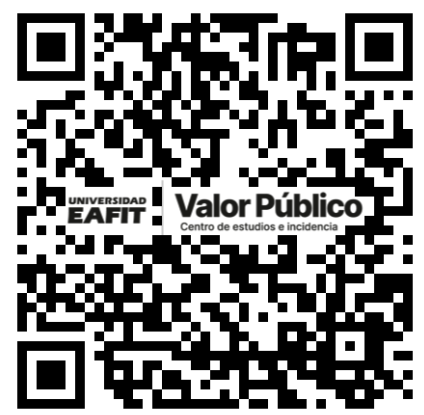 UNIVERSIDAD
EAFIT
Valor Público
Centro de estudios e incidencia